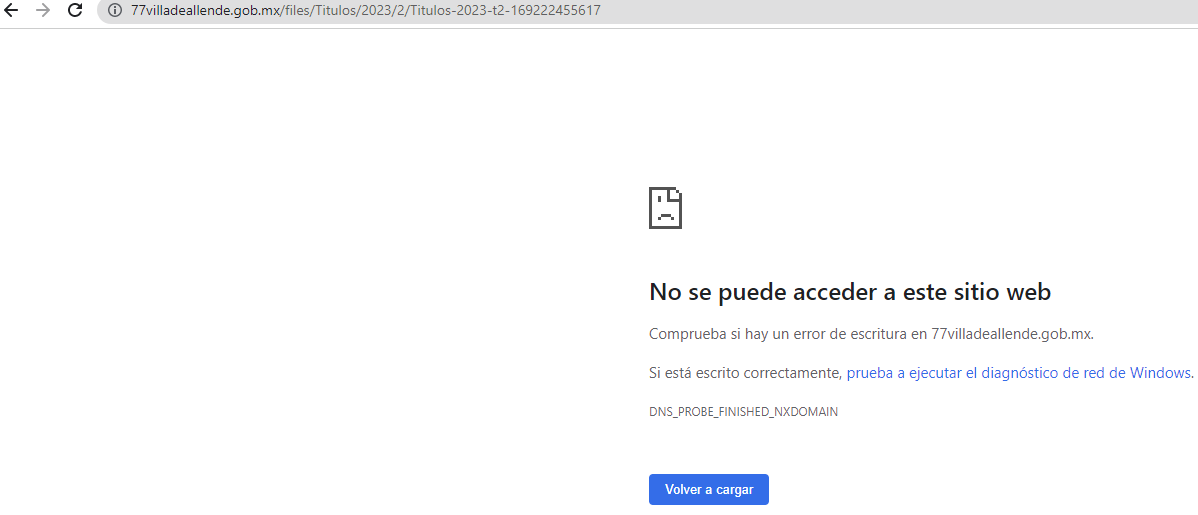 77villadeallende.gob.mx/files/Titulos/2023/2/Titulos-2023-t2-169222455617
No se puede acceder a este sitio web
Comprueba si hay un error de escritura en 77villadeallende.gob.mx.
Si está escrito correctamente, prueba a ejecutar el diagnóstico de red de Windows.
DNS_PROBE_FINISHED_NXDOMAIN
Volver a cargar